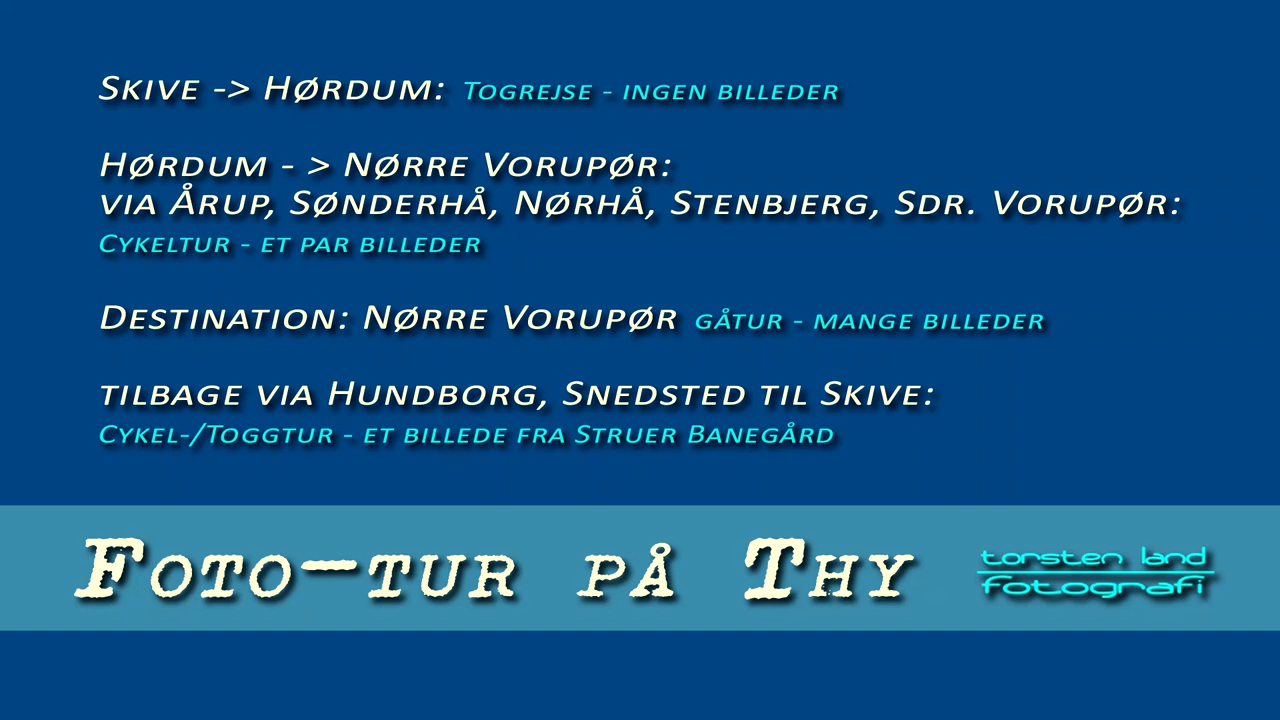 Skive -> Hørdum: Togrejse - ingen billeder
Hørdum - > Nørre Vorupør:
via Årup, Sønderhå, Nørhå, Stenbjerg, Sdr. Vorupør:
Cykeltur - et par billeder
Destination: Nørre Vorupør gåtur - mange billeder
tilbage via Hundborg, Snedsted til Skive:
Cykel-/Toggtur - et billede fra Struer Banegård
Foto-tur på Thy
torsten land
fotografi